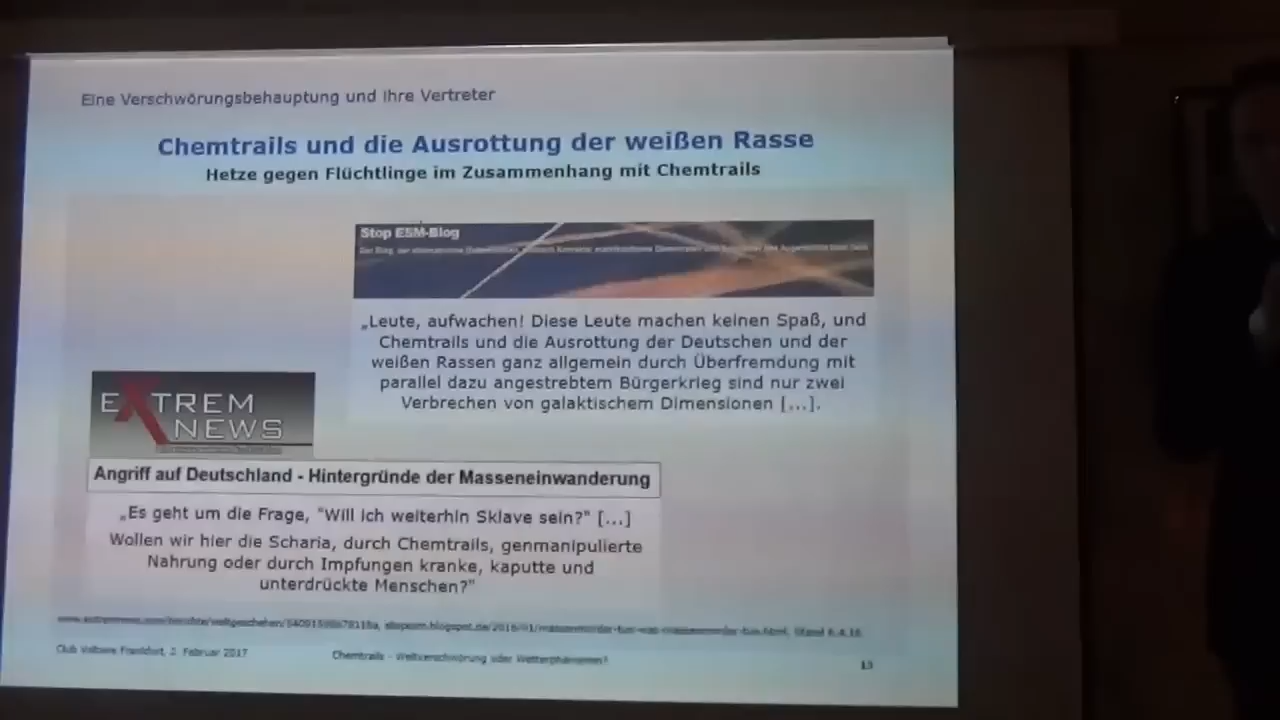 Eine Verschwörungsbehauptung und ihre Vertreter
Chemtrails und die Ausrottung der weißen Rasse
Hetze gegen Flüchtlinge im Zusammenhang mit Chemtrails
Stop ESM-Blog
„Leute, aufwachen! Diese Leute machen keinen Spaß, und
Chemtrails und die Ausrottung der Deutschen und der
weißen Rassen ganz allgemein durch Überfremdung mit
parallel dazu angestrebtem Bürgerkrieg sind nur zwei
Verbrechen von galaktischem Dimensionen [...].
EXTREM
NEWS
Angriff auf Deutschland - Hintergründe der Masseneinwanderung
„Es geht um die Frage, "Will ich weiterhin Sklave sein?" [...]
Wollen wir hier die Scharia, durch Chemtrails, genmanipulierte
Nahrung oder durch Impfungen kranke, kaputte und
unterdrückte Menschen?"
Stand 6.4.16
Club Voltaire Frankfurt, 2. Februar 2017
Chemtrails - Weltverschwörung oder Wetterphänomen?
13